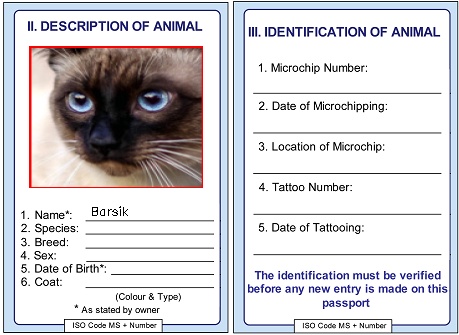 II. DESCRIPTION OF ANIMAL
1. Name*: Barsik
2. Species:
3. Breed:
4. Sex:
5. Date of Birth*:
6. Coat:
(Colour & Type)
* As stated by owner
ISO Code MS + Number
III. IDENTIFICATION OF ANIMAL
1. Microchip Number:
2. Date of Microchipping:
3. Location of Microchip:
4. Tattoo Number:
5. Date of Tattooing:
The identification must be verified
before any new entry is made on this
passport
ISO Code MS + Number